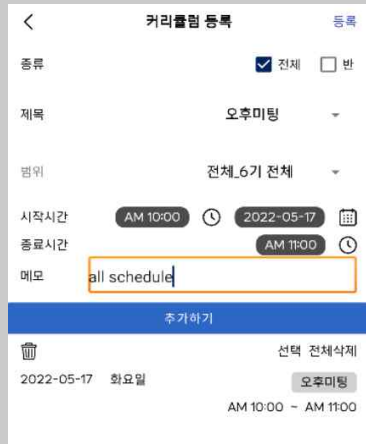 커리큘럼 등록 등록
종류 전체 반
제목 오후미팅
범위 전체_6기 전체
시작시간 AM 10:00 2022-05-17
종료시간 AM 11:00
메모 all schedule
추가하기
선택 전체삭제
2022-05-17 화요일 오후미팅
AM 10:00 ~ AM 11:00